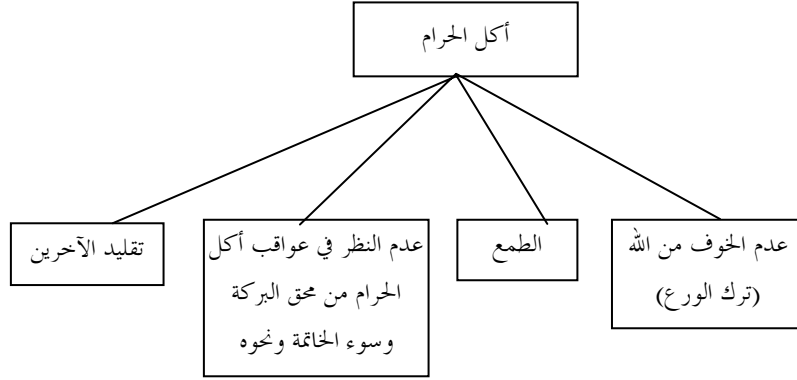 أكل الحرام
عدم الخوف من الله
(ترك الورع)
الطمع
عدم النظر في عواقب أكل
الحرام من محق البركة
وسوء الخاتمة ونحوه
تقليد الآخرين